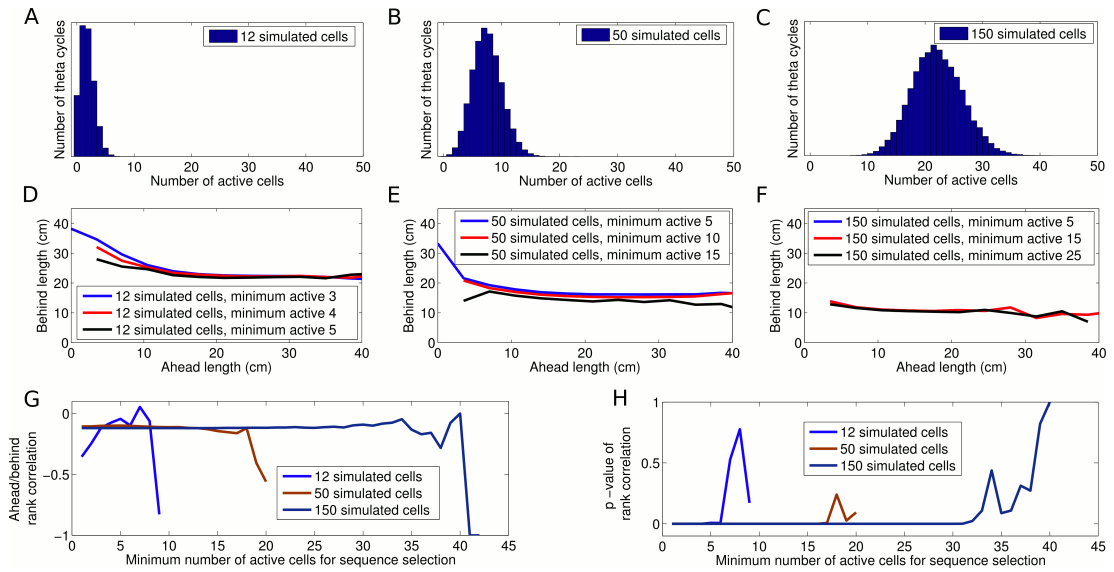 A
12 simulated cells
Number of theta cycles
0 10 20 30 40 50
Number of active cells
B
50 simulated cells
Number of theta cycles
0 10 20 30 40 50
Number of active cells
C
150 simulated cells
Number of theta cycles
0 10 20 30 40 50
Number of active cells
D
Behind length (cm)
40
30
20
10
0
12 simulated cells, minimum active 3
12 simulated cells, minimum active 4
12 simulated cells, minimum active 5
0 10 20 30 40
Ahead length (cm)
E
Behind length (cm)
40
30
20
10
0
50 simulated cells, minimum active 5
50 simulated cells, minimum active 10
50 simulated cells, minimum active 15
0 10 20 30 40
Ahead length (cm)
F
Behind length (cm)
40
30
20
10
0
150 simulated cells, minimum active 5
150 simulated cells, minimum active 15
150 simulated cells, minimum active 25
0 10 20 30 40
Ahead length (cm)
G
Ahead/behind
rank correlation
0
−0.5
−1
12 simulated cells
50 simulated cells
150 simulated cells
0 5 10 15 20 25 30 35 40 45
Minimum number of active cells for sequence selection
H
p −value of
rank correlation
1
0.5
0
12 simulated cells
50 simulated cells
150 simulated cells
0 5 10 15 20 25 30 35 40 45
Minimum number of active cells for sequence selection